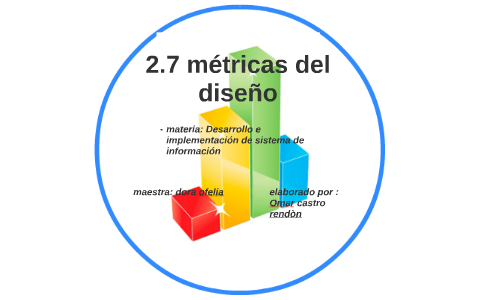 2.7 métricas del
diseño
- materia: Desarrollo e
implementación de sistema de
información
maestra: dora ofelia
elaborado por :
Omar castro
rendòn